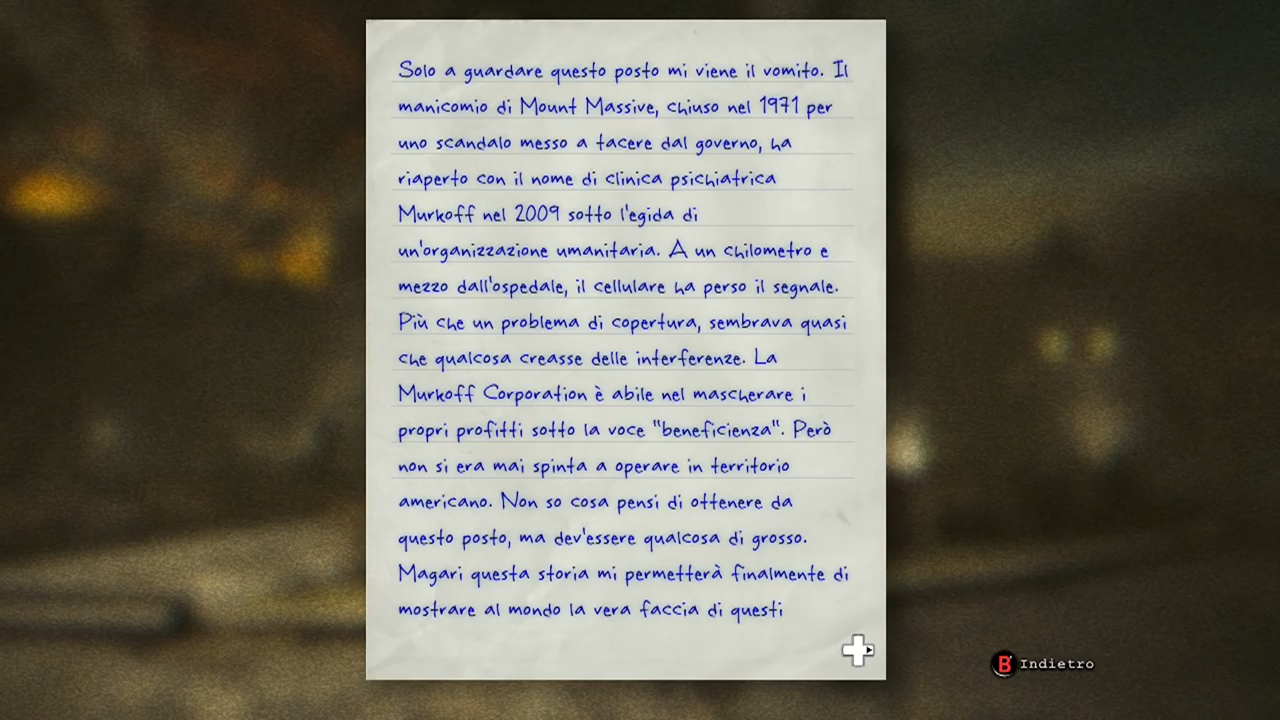 Solo a guardare questo posto mi viene il vomito. Il
manicomio di Mount Massive, chiuso nel 1971 per
uno scandalo messo a tacere dal governo, ha
riaperto con il nome di clinica psichiatrica
Murkoff nel 2009 sotto l'egida di
un'organizzazione umanitaria. A un chilometro e
mezzo dall'ospedale, il cellulare ha perso il segnale.
Più che un problema di copertura, sembrava quasi
che qualcosa creasse delle interferenze. La
Murkoff Corporation è abile nel mascherare i
propri profitti sotto la voce "beneficienza". Però
non si era mai spinta a operare in territorio
americano. Non so cosa pensi di ottenere da
questo posto, ma dev'essere qualcosa di grosso.
Magari questa storia mi permetterà finalmente di
mostrare al mondo la vera faccia di questi
B Indietro